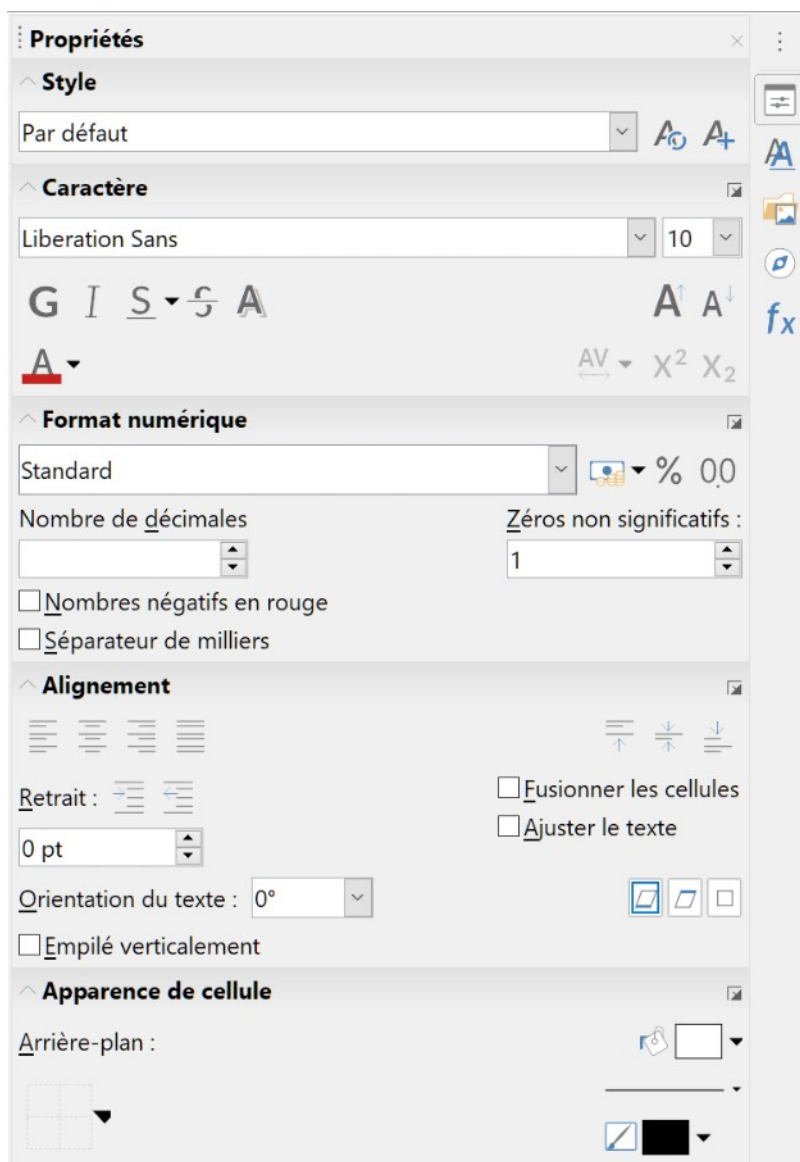 Propriétés
Style
Par défaut
Caractère
Liberation Sans 10
G I S S A A A
A AV X² X₂
fx
Format numérique
Standard % 0,0
Nombre de décimales Zéros non significatifs :
1
Nombres négatifs en rouge
Séparateur de milliers
Alignement
Retrait : Fusionner les cellules
Ajuster le texte
0 pt
Orientation du texte : 0°
Empilé verticalement
Apparence de cellule
Arrière-plan :